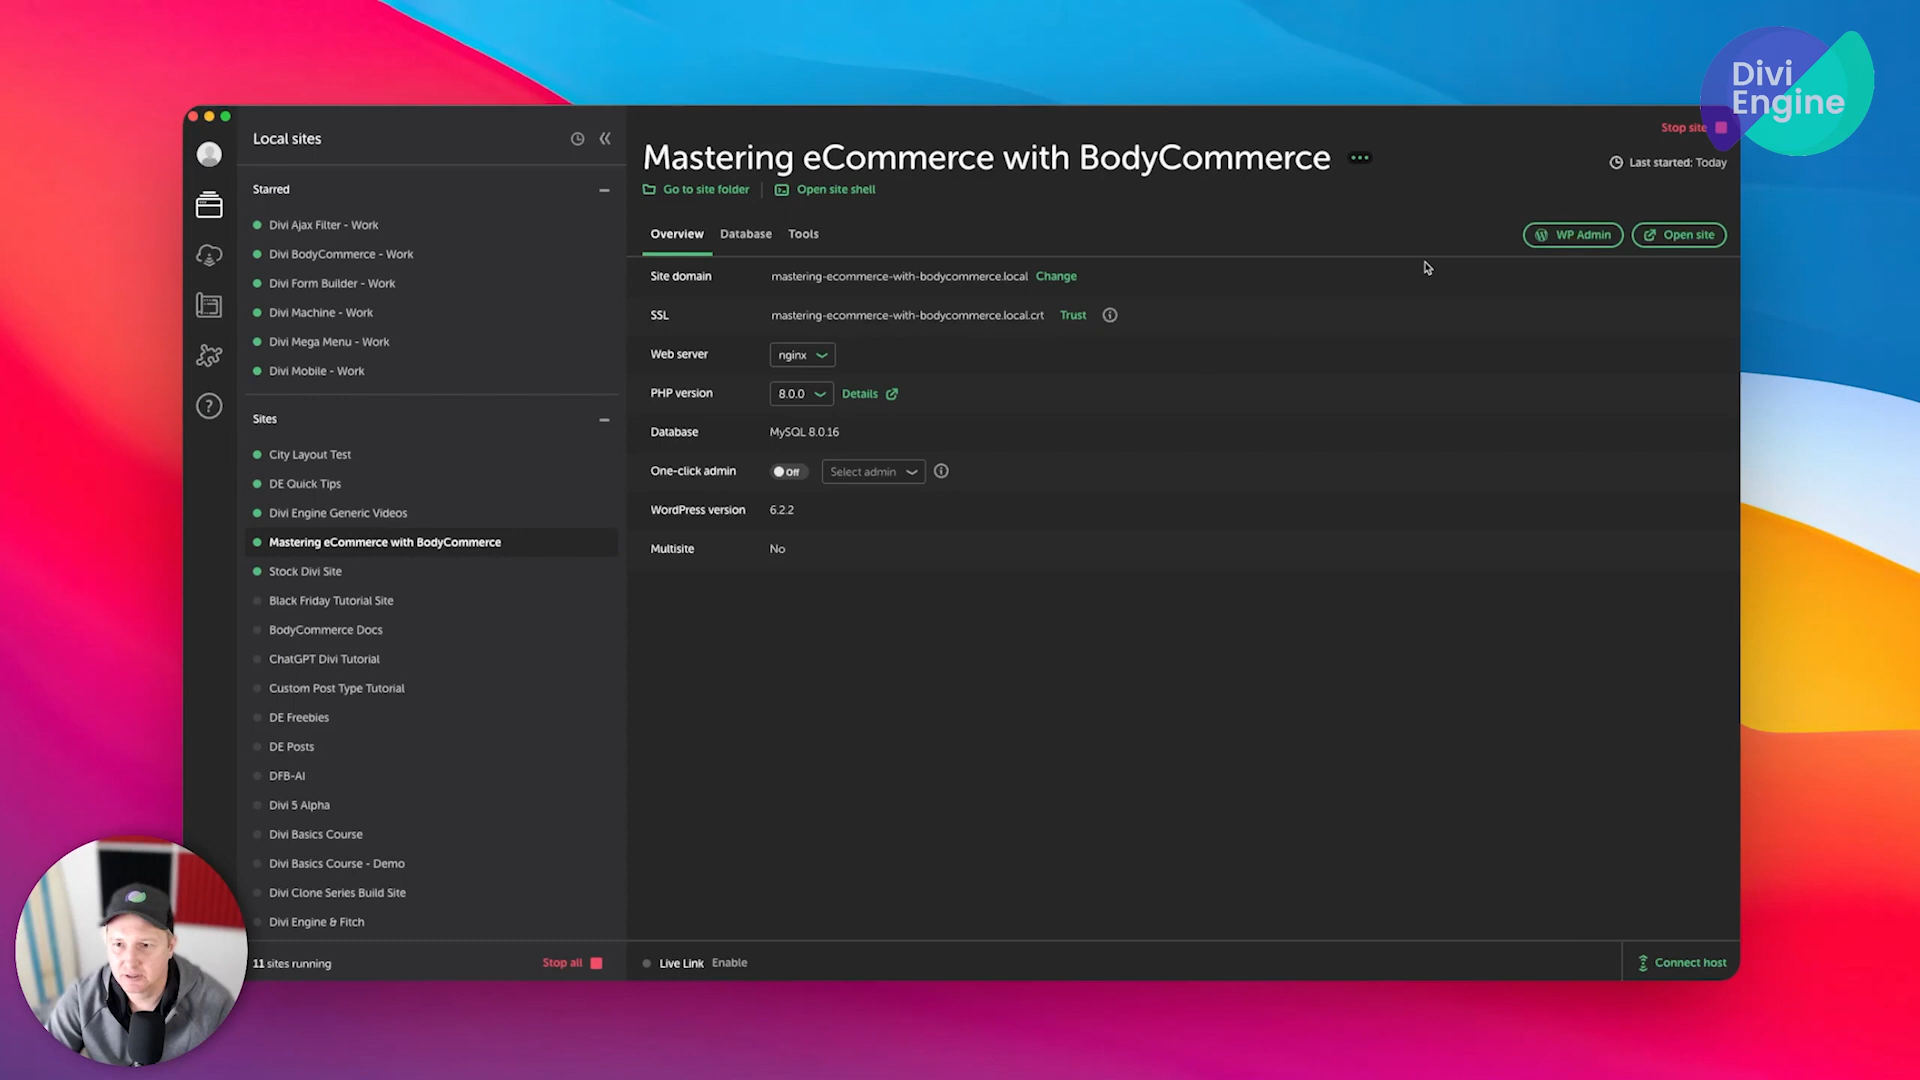 Divi
Engine
Local sites
Starred
Divi Ajax Filter - Work
Divi BodyCommerce - Work
Divi Form Builder - Work
Divi Machine - Work
Divi Mega Menu - Work
Divi Mobile - Work
Sites
City Layout Test
DE Quick Tips
Divi Engine Generic Videos
Mastering eCommerce with BodyCommerce
Stock Divi Site
Black Friday Tutorial Site
BodyCommerce Docs
ChatGPT Divi Tutorial
Custom Post Type Tutorial
DE Freebies
DE Posts
DFB-AI
Divi 5 Alpha
Divi Basics Course
Divi Basics Course - Demo
Divi Clone Series Build Site
Divi Engine & Fitch
11 sites running Stop all
Stop site
Mastering eCommerce with BodyCommerce
Last started: Today
Go to site folder Open site shell
Overview Database Tools
WP Admin Open site
Site domain mastering-ecommerce-with-bodycommerce.local Change
SSL mastering-ecommerce-with-bodycommerce.local.crt Trust
Web server nginx
PHP version 8.0.0 Details
Database MySQL 8.0.16
One-click admin Off Select admin
WordPress version 6.2.2
Multisite No
Live Link Enable
Connect host